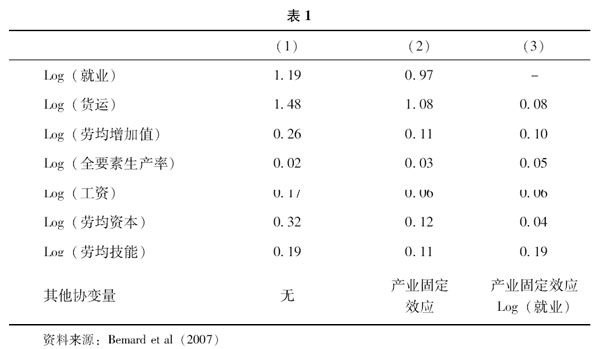 表1
(1) (2) (3)
Log（就业） 1.19 0.97 -
Log（货运） 1.48 1.08 0.08
Log（劳均增加值） 0.26 0.11 0.10
Log（全要素生产率） 0.02 0.03 0.05
Log（工资） 0.17 0.06 0.06
Log（劳均资本） 0.32 0.12 0.04
Log（劳均技能） 0.19 0.11 0.19
其他协变量 无 产业固定效应 产业固定效应 Log（就业）
资料来源：Bemard et al（2007）